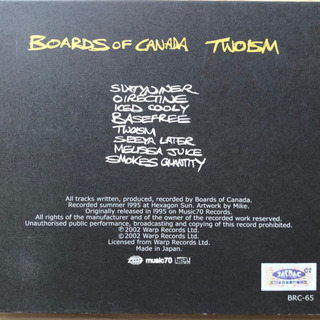 BOARDS OF CANADA TWOISM
SIXTYNINER
DIRECTINE
ICED COOLY
BASEFREE
TWOISM
SEEYA LATER
MELISSA JUICE
SMOKES QUANTITY
All tracks written, produced, recorded by Boards of Canada.
Recorded summer 1995 at Hexagon Sun. Artwork by Mike.
Originally released in 1995 on Music70 Records.
All rights of the manufacturer and of the owner of the recorded work reserved.
Unauthorised public performance, broadcasting and copying of this record prohibited.
℗2002 Warp Records Ltd.
©2002 Warp Records Ltd.
Licensed from Warp Records Ltd.
Made in Japan.
music70
BRC-65